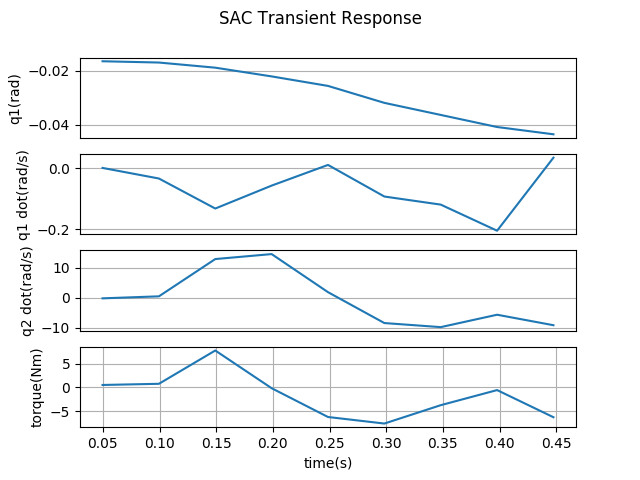 SAC Transient Response
q1(rad)
−0.02
−0.04
q1 dot(rad/s)
0.0
−0.2
q2 dot(rad/s)
10
0
−10
torque(Nm)
5
0
−5
0.05 0.10 0.15 0.20 0.25 0.30 0.35 0.40 0.45
time(s)